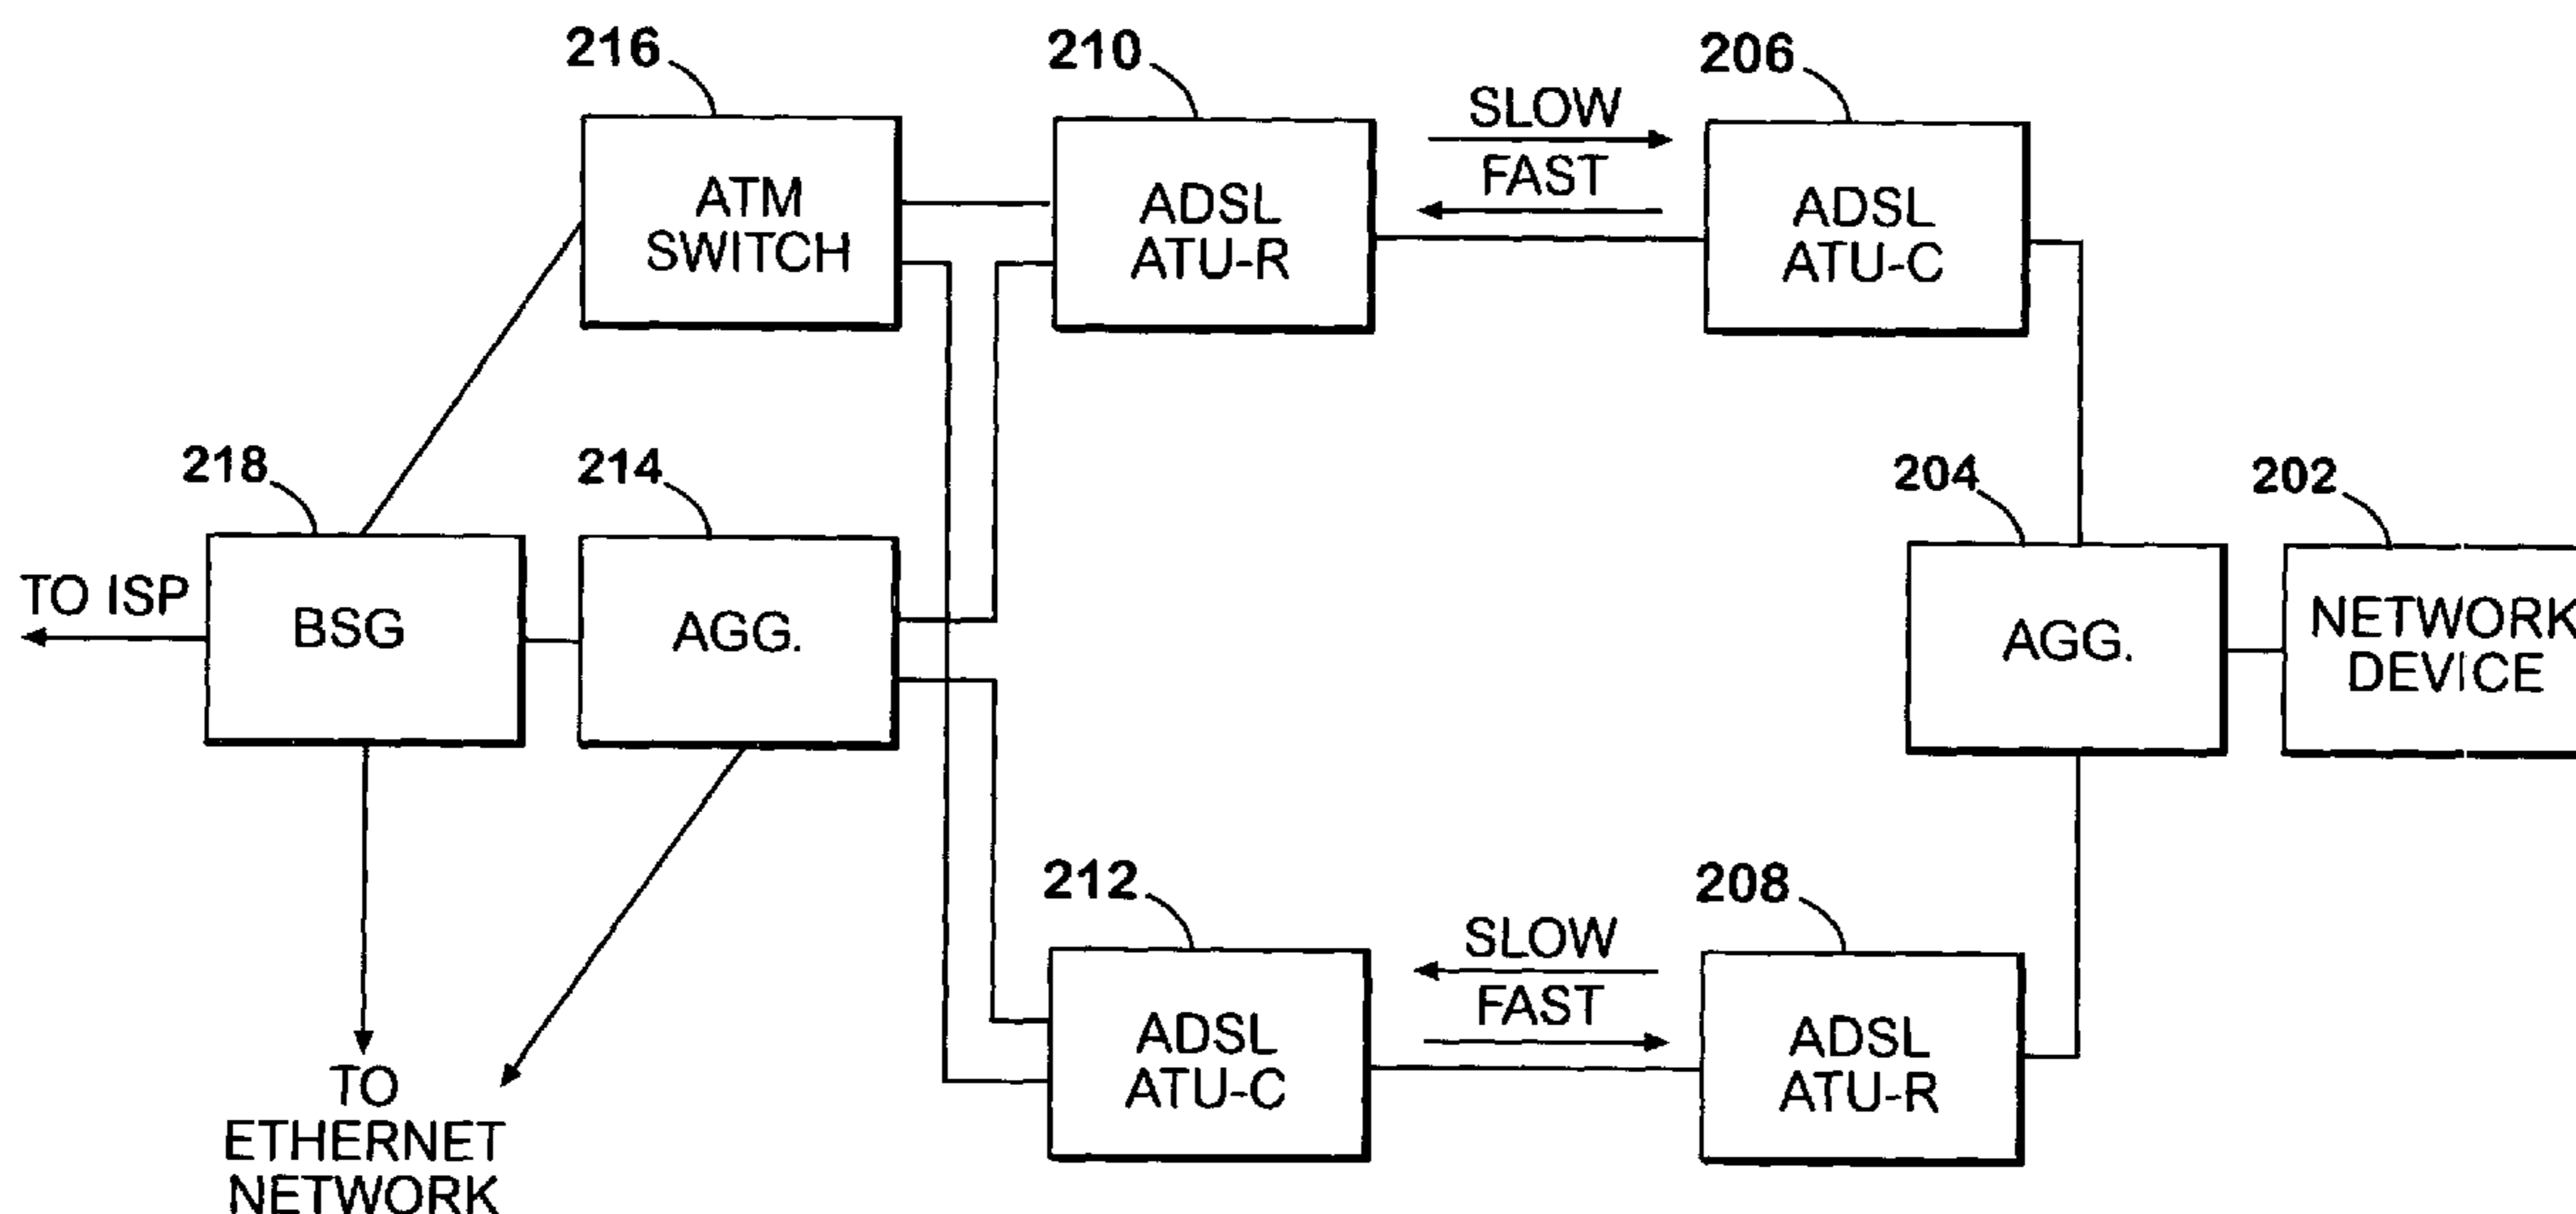 216
210
206
SLOW
FAST
ATM
SWITCH
ADSL
ATU-R
ADSL
ATU-C
218
214
204
202
TO ISP
BSG
AGG.
AGG.
NETWORK
DEVICE
212
208
SLOW
FAST
ADSL
ATU-C
ADSL
ATU-R
TO
ETHERNET
NETWORK